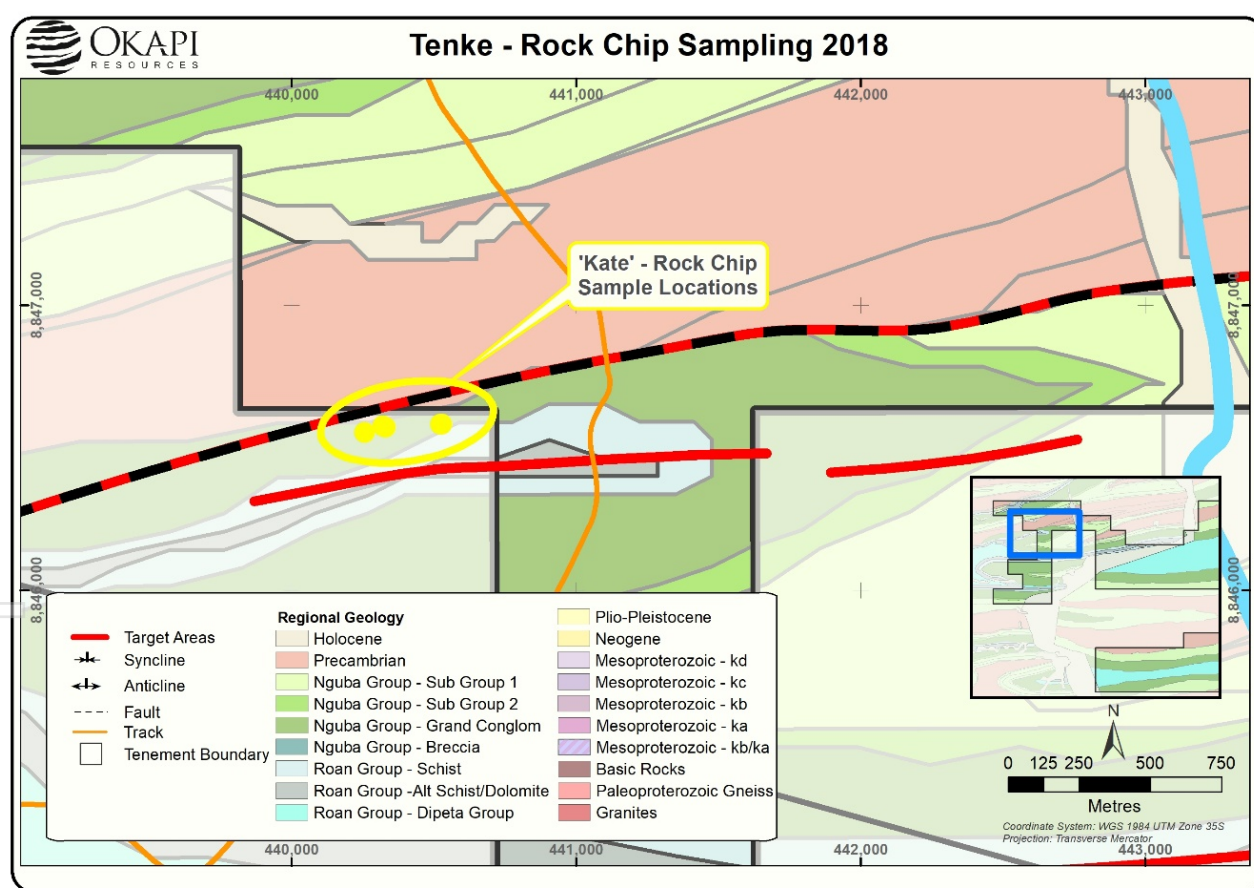 OKAPI
RESOURCES
Tenke - Rock Chip Sampling 2018
440,000
441,000
442,000
443,000
'Kate' - Rock Chip
Sample Locations
8,847,000
8,847,000
8,846,000
8,846,000
Target Areas
Syncline
Anticline
Fault
Track
Tenement Boundary
Regional Geology
Holocene
Precambrian
Nguba Group - Sub Group 1
Nguba Group - Sub Group 2
Nguba Group - Grand Conglom
Nguba Group - Breccia
Roan Group - Schist
Roan Group -Alt Schist/Dolomite
Roan Group - Dipeta Group
Plio-Pleistocene
Neogene
Mesoproterozoic - kd
Mesoproterozoic - kc
Mesoproterozoic - kb
Mesoproterozoic - ka
Mesoproterozoic - kb/ka
Basic Rocks
Paleoproterozoic Gneiss
Granites
N
0 125 250 500 750
Metres
Coordinate System: WGS 1984 UTM Zone 35S
Projection: Transverse Mercator
440,000
441,000
442,000
443,000